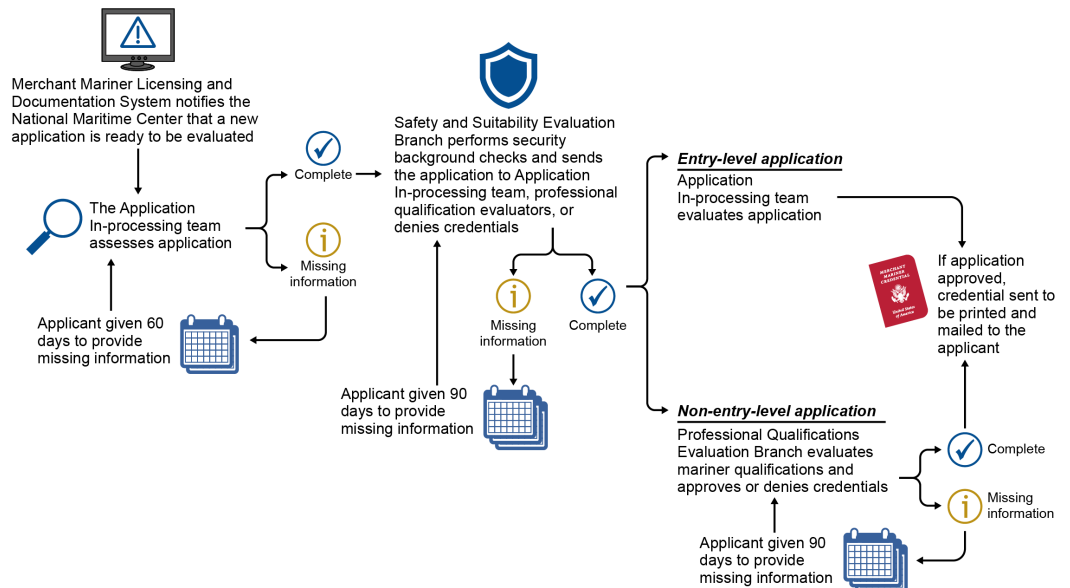 Merchant Mariner Licensing and
Documentation System notifies the
National Maritime Center that a new
application is ready to be evaluated
The Application
In-processing team
assesses application
Complete
Missing
information
Applicant given 60
days to provide
missing information
Safety and Suitability Evaluation
Branch performs security
background checks and sends
the application to Application
In-processing team, professional
qualification evaluators, or
denies credentials
Missing
information
Complete
Applicant given 90
days to provide
missing information
Entry-level application
Application
In-processing team
evaluates application
MERCHANT
MARINER
CREDENTIAL
United States
of America
If application
approved,
credential sent to
be printed and
mailed to the
applicant
Non-entry-level application
Professional Qualifications
Evaluation Branch evaluates
mariner qualifications and
approves or denies credentials
Complete
Missing
information
Applicant given 90
days to provide
missing information